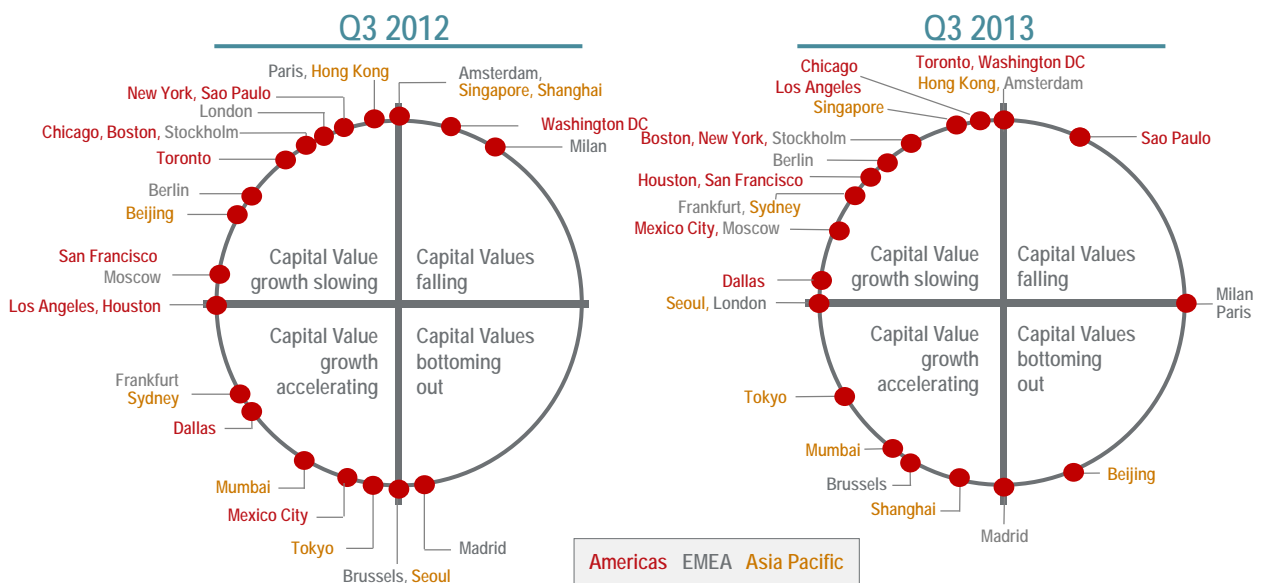 Q3 2012
Paris, Hong Kong
Amsterdam,
Singapore, Shanghai
New York, Sao Paulo
London
Washington DC
Chicago, Boston, Stockholm
Milan
Toronto
Berlin
Beijing
San Francisco
Moscow
Los Angeles, Houston
Capital Value
growth slowing
Capital Values
falling
Capital Value
growth
accelerating
Capital Values
bottoming
out
Frankfurt
Sydney
Dallas
Mumbai
Mexico City
Tokyo
Brussels, Seoul
Madrid
Q3 2013
Toronto, Washington DC
Hong Kong, Amsterdam
Chicago
Los Angeles
Singapore
Sao Paulo
Boston, New York, Stockholm
Berlin
Houston, San Francisco
Frankfurt, Sydney
Mexico City, Moscow
Dallas
Seoul, London
Capital Value
growth slowing
Capital Values
falling
Milan
Paris
Capital Value
growth
accelerating
Capital Values
bottoming
out
Tokyo
Mumbai
Brussels
Shanghai
Beijing
Madrid
Americas EMEA Asia Pacific